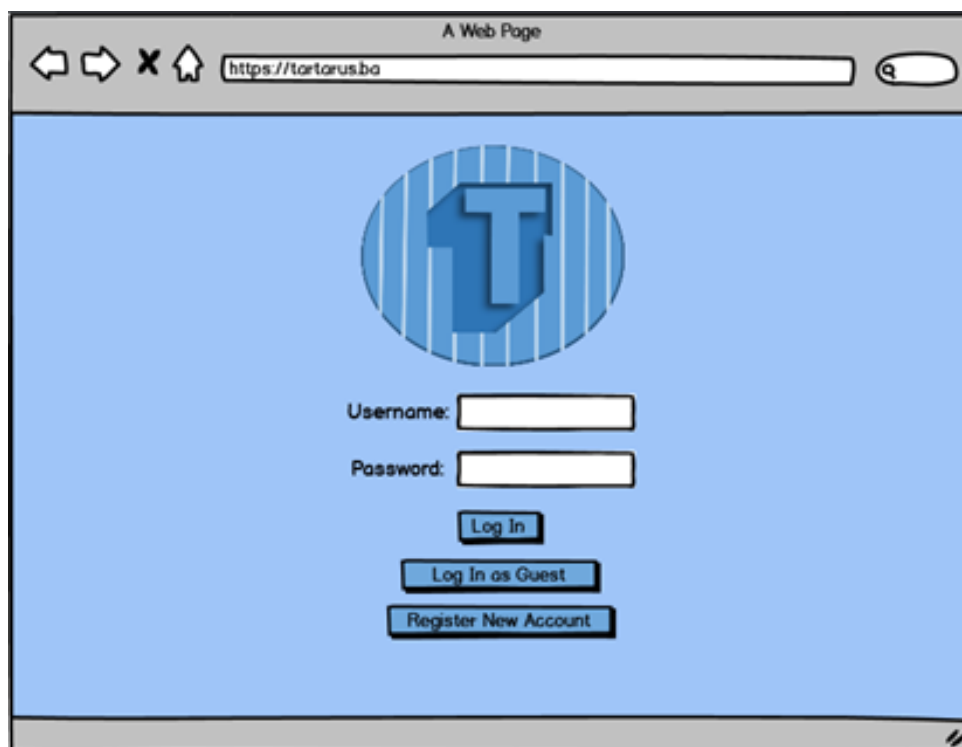 A Web Page
https://tartarus.ba
T
Username:
Password:
Log In
Log In as Guest
Register New Account